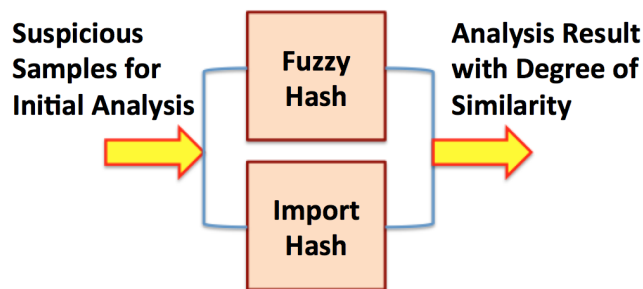 Suspicious
Samples for
Initial Analysis
Fuzzy
Hash
Import
Hash
Analysis Result
with Degree of
Similarity